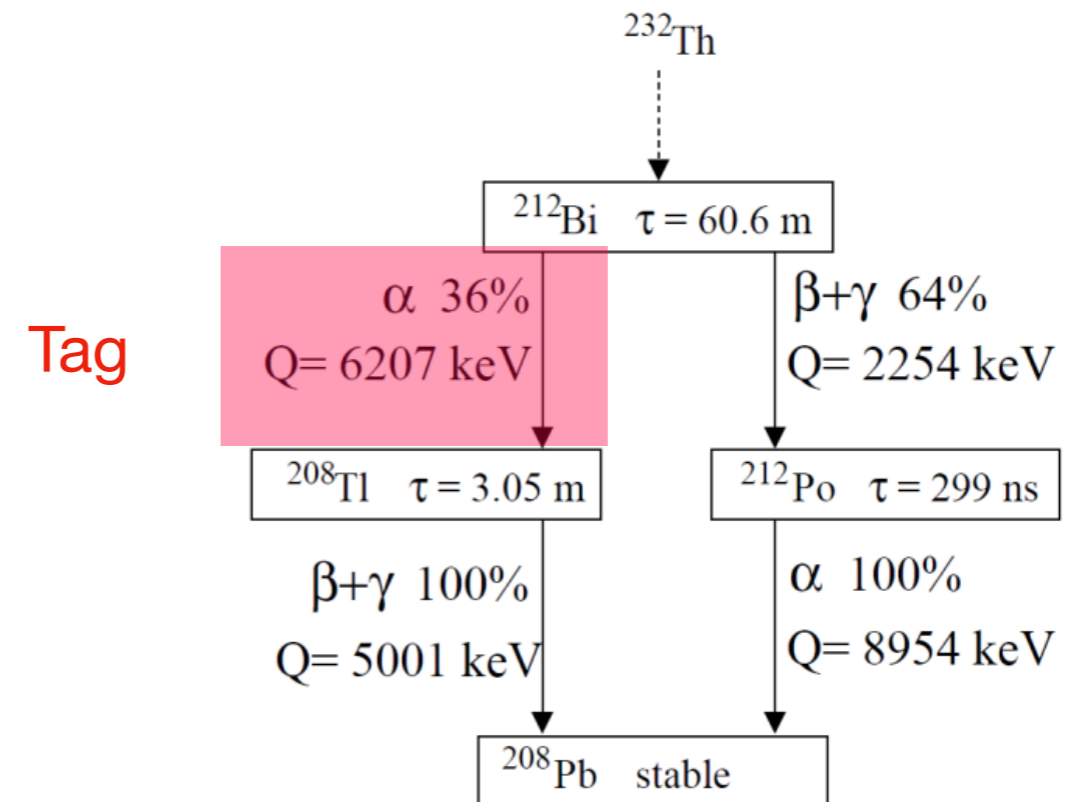 ²³²Th
²¹²Bi τ = 60.6 m
α 36%
Q= 6207 keV
β+γ 64%
Q= 2254 keV
Tag
²⁰⁸Tl τ = 3.05 m
²¹²Po τ = 299 ns
β+γ 100%
Q= 5001 keV
α 100%
Q= 8954 keV
²⁰⁸Pb stable